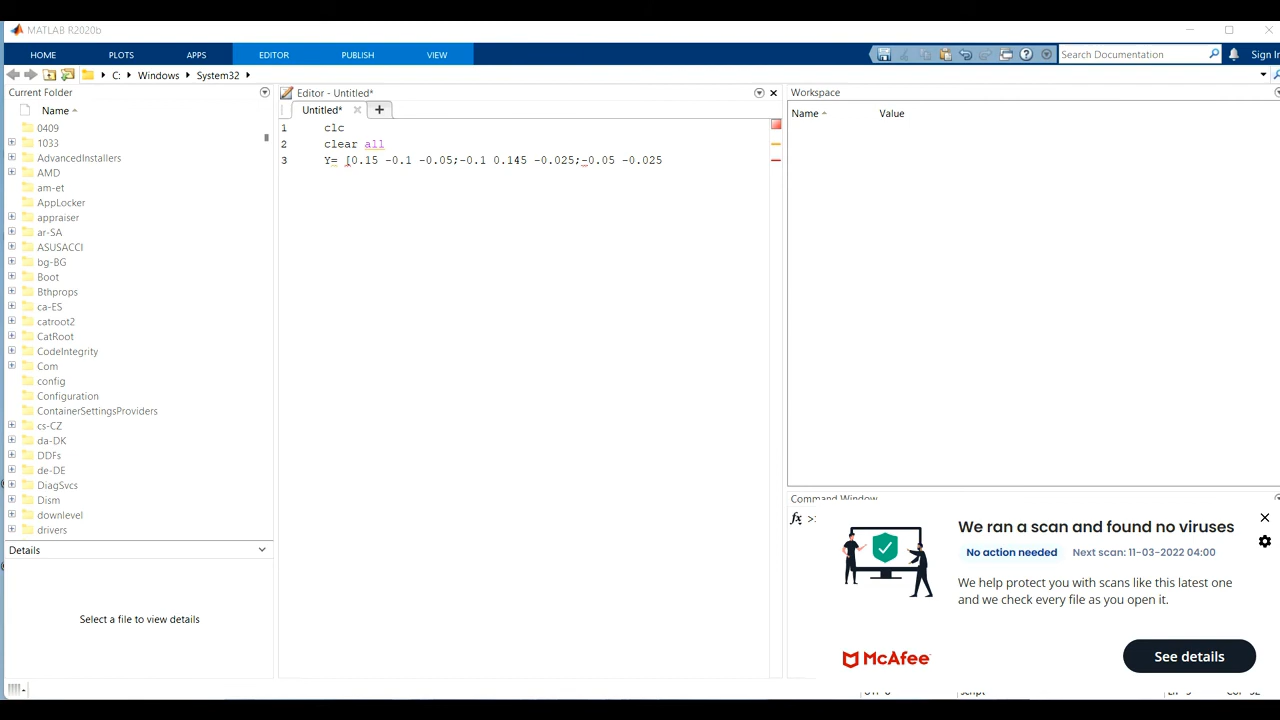 MATLAB R2020b
HOME PLOTS APPS EDITOR PUBLISH VIEW Search Documentation Sign In
C: Windows System32
Current Folder
Name
0409
1033
AdvancedInstallers
AMD
am-et
AppLocker
appraiser
ar-SA
ASUSACCI
bg-BG
Boot
Bthprops
ca-ES
catroot2
CatRoot
CodeIntegrity
Com
config
Configuration
ContainerSettingsProviders
cs-CZ
da-DK
DDFs
de-DE
DiagSvcs
Dism
downlevel
drivers
Details
Select a file to view details
Editor - Untitled*
Untitled*
1 clc
2 clear all
3 Y= [0.15 -0.1 -0.05;-0.1 0.145 -0.025;-0.05 -0.025
Workspace
Name Value
Command Window
fx >
We ran a scan and found no viruses
No action needed Next scan: 11-03-2022 04:00
We help protect you with scans like this latest one
and we check every file as you open it.
McAfee
See details